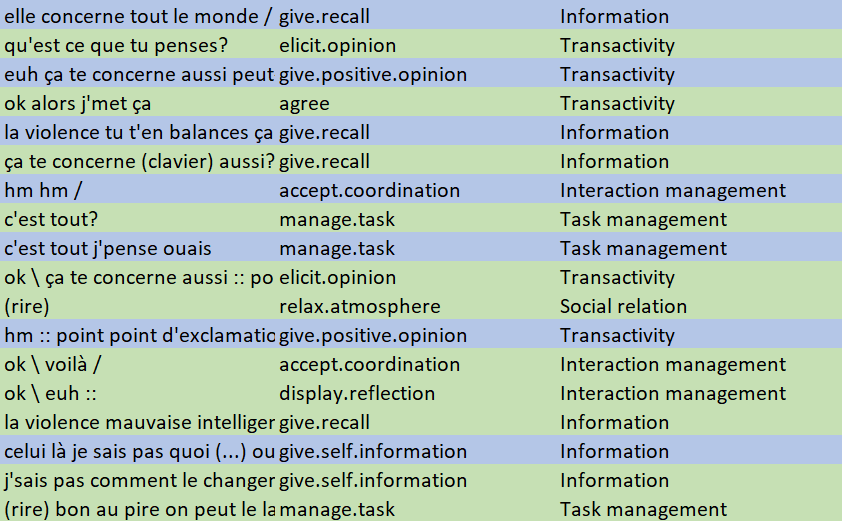 elle concerne tout le monde / give.recall Information
qu'est ce que tu penses? elicit.opinion Transactivity
euh ça te concerne aussi peut give.positive.opinion Transactivity
ok alors j'met ça agree Transactivity
la violence tu t'en balances ça give.recall Information
ça te concerne (clavier) aussi? give.recall Information
hm hm / accept.coordination Interaction management
c'est tout? manage.task Task management
c'est tout j'pense ouais manage.task Task management
ok \ ça te concerne aussi :: po elicit.opinion Transactivity
(rire) relax.atmosphere Social relation
hm :: point point d'exclamatio give.positive.opinion Transactivity
ok \ voilà / accept.coordination Interaction management
ok \ euh :: display.reflection Interaction management
la violence mauvaise intelliger give.recall Information
celui là je sais pas quoi (...) ou give.self.information Information
j'sais pas comment le changer give.self.information Information
(rire) bon au pire on peut le la manage.task Task management